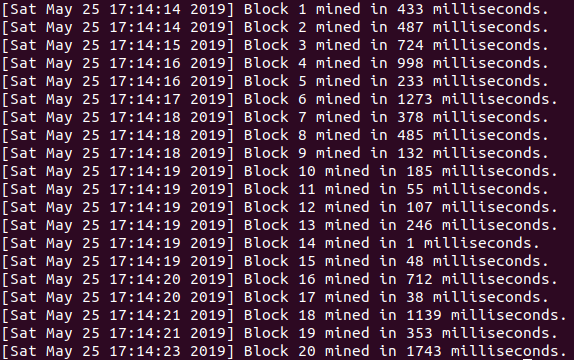 [Sat May 25 17:14:14 2019] Block 1 mined in 433 milliseconds.
[Sat May 25 17:14:14 2019] Block 2 mined in 487 milliseconds.
[Sat May 25 17:14:15 2019] Block 3 mined in 724 milliseconds.
[Sat May 25 17:14:16 2019] Block 4 mined in 998 milliseconds.
[Sat May 25 17:14:16 2019] Block 5 mined in 233 milliseconds.
[Sat May 25 17:14:17 2019] Block 6 mined in 1273 milliseconds.
[Sat May 25 17:14:18 2019] Block 7 mined in 378 milliseconds.
[Sat May 25 17:14:18 2019] Block 8 mined in 485 milliseconds.
[Sat May 25 17:14:18 2019] Block 9 mined in 132 milliseconds.
[Sat May 25 17:14:19 2019] Block 10 mined in 185 milliseconds.
[Sat May 25 17:14:19 2019] Block 11 mined in 55 milliseconds.
[Sat May 25 17:14:19 2019] Block 12 mined in 107 milliseconds.
[Sat May 25 17:14:19 2019] Block 13 mined in 246 milliseconds.
[Sat May 25 17:14:19 2019] Block 14 mined in 1 milliseconds.
[Sat May 25 17:14:19 2019] Block 15 mined in 48 milliseconds.
[Sat May 25 17:14:20 2019] Block 16 mined in 712 milliseconds.
[Sat May 25 17:14:20 2019] Block 17 mined in 38 milliseconds.
[Sat May 25 17:14:21 2019] Block 18 mined in 1139 milliseconds.
[Sat May 25 17:14:21 2019] Block 19 mined in 353 milliseconds.
[Sat May 25 17:14:23 2019] Block 20 mined in 1743 milliseconds.